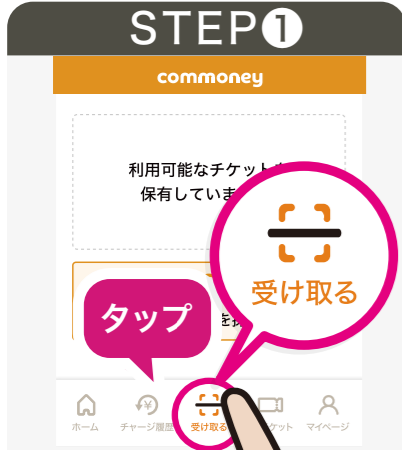 STEP❶
commoney
利用可能なチケット
保有していま
受け取る
タップ
を
ホーム
チャージ履歴
受け取る
ケット
マイページ